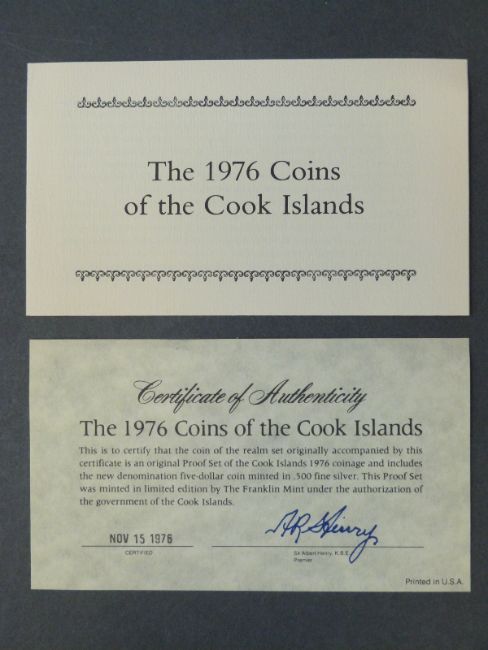 The 1976 Coins
of the Cook Islands
Certificate of Authenticity
The 1976 Coins of the Cook Islands
This is to certify that the coin of the realm set originally accompanied by this
certificate is an original Proof Set of the Cook Islands 1976 coinage and includes
the new denomination five-dollar coin minted in .500 fine silver. This Proof Set
was minted in limited edition by The Franklin Mint under the authorization of
the government of the Cook Islands.
NOV 15 1976
CERTIFIED
Sir Albert Henry, K.B.E.
Premier
Printed in U.S.A.